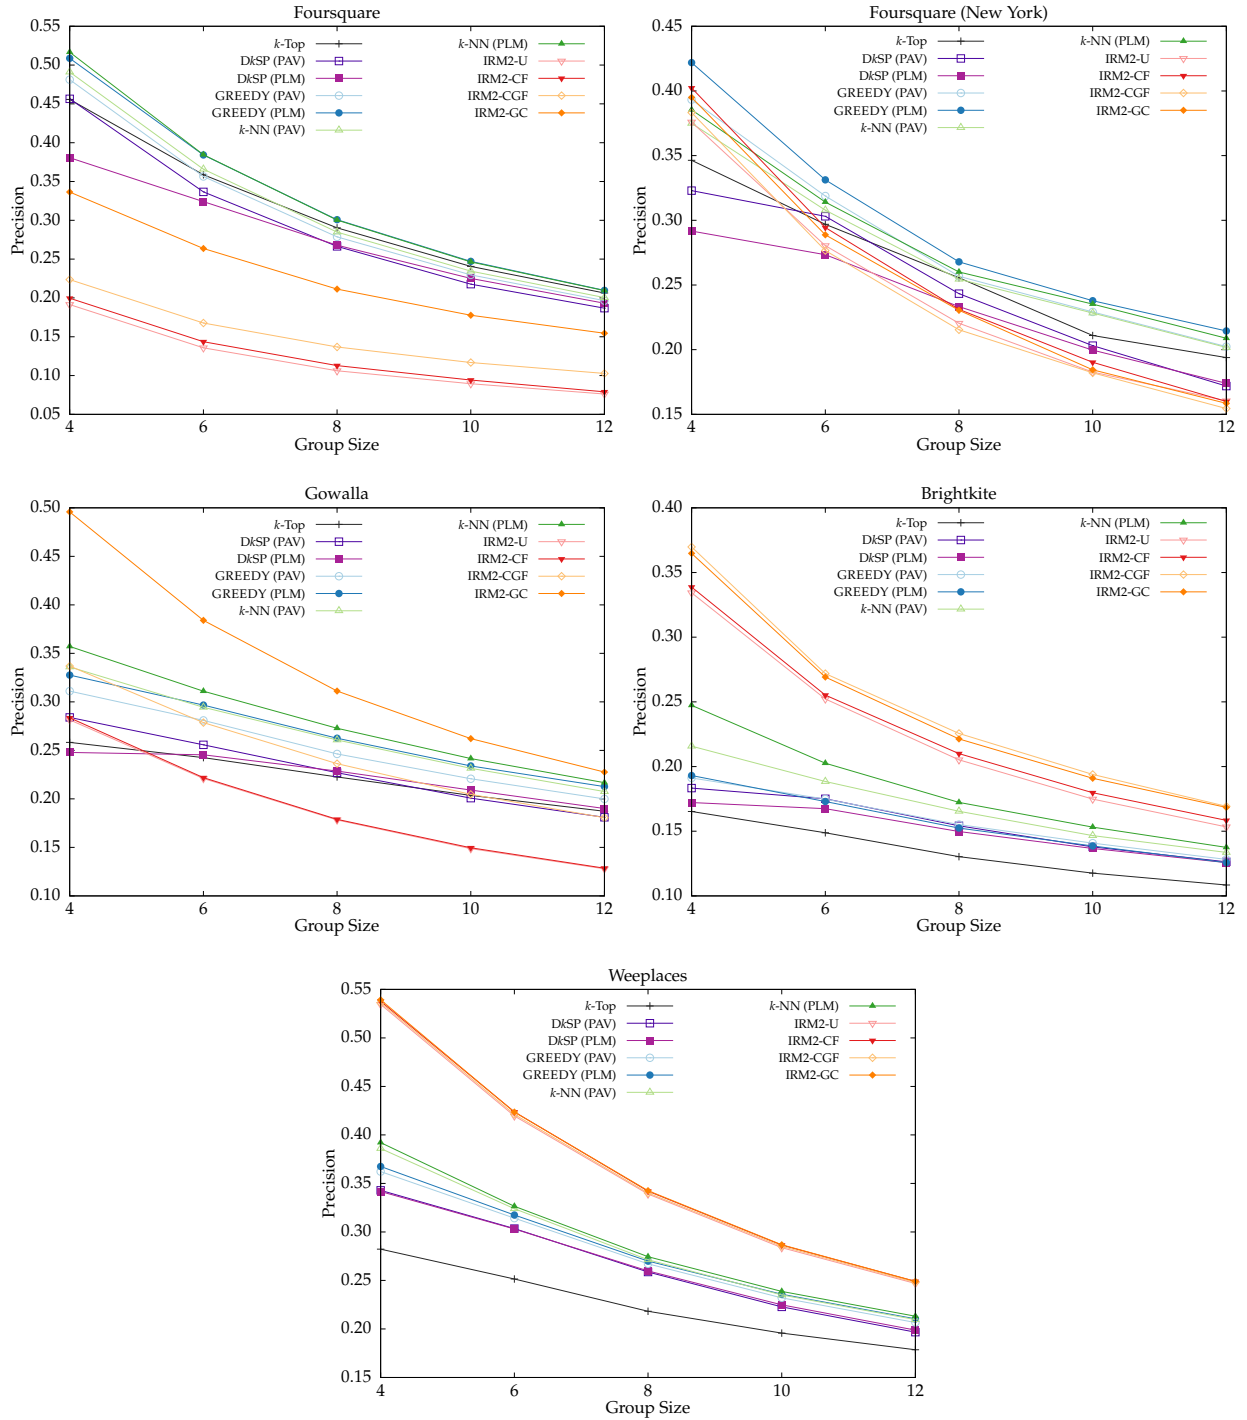 Foursquare
Precision
0.55
0.50
0.45
0.40
0.35
0.30
0.25
0.20
0.15
0.10
0.05
k-Top
DkSP (PAV)
DkSP (PLM)
GREEDY (PAV)
GREEDY (PLM)
k-NN (PAV)
k-NN (PLM)
IRM2-U
IRM2-CF
IRM2-CGF
IRM2-GC
4 6 8 10 12
Group Size
Foursquare (New York)
Precision
0.45
0.40
0.35
0.30
0.25
0.20
0.15
k-Top
DkSP (PAV)
DkSP (PLM)
GREEDY (PAV)
GREEDY (PLM)
k-NN (PAV)
k-NN (PLM)
IRM2-U
IRM2-CF
IRM2-CGF
IRM2-GC
4 6 8 10 12
Group Size
Gowalla
Precision
0.50
0.45
0.40
0.35
0.30
0.25
0.20
0.15
0.10
k-Top
DkSP (PAV)
DkSP (PLM)
GREEDY (PAV)
GREEDY (PLM)
k-NN (PAV)
k-NN (PLM)
IRM2-U
IRM2-CF
IRM2-CGF
IRM2-GC
4 6 8 10 12
Group Size
Brightkite
Precision
0.40
0.35
0.30
0.25
0.20
0.15
0.10
k-Top
DkSP (PAV)
DkSP (PLM)
GREEDY (PAV)
GREEDY (PLM)
k-NN (PAV)
k-NN (PLM)
IRM2-U
IRM2-CF
IRM2-CGF
IRM2-GC
4 6 8 10 12
Group Size
Weeplaces
Precision
0.55
0.50
0.45
0.40
0.35
0.30
0.25
0.20
0.15
k-Top
DkSP (PAV)
DkSP (PLM)
GREEDY (PAV)
GREEDY (PLM)
k-NN (PAV)
k-NN (PLM)
IRM2-U
IRM2-CF
IRM2-CGF
IRM2-GC
4 6 8 10 12
Group Size